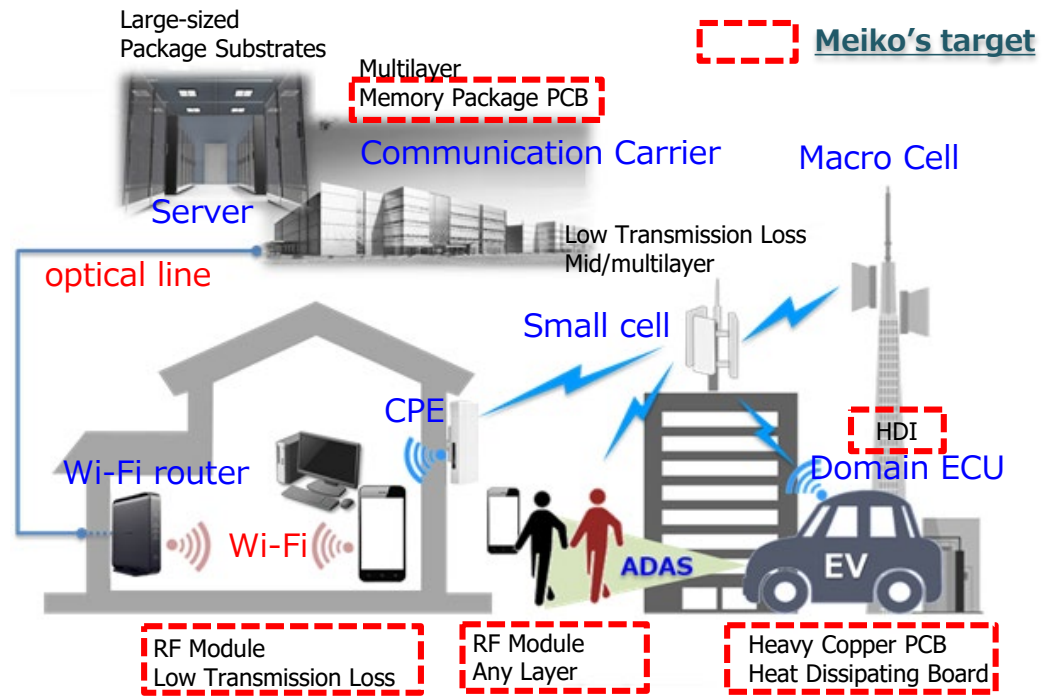 Large-sized
Package Substrates
Meiko’s target
Multilayer
Memory Package PCB
Communication Carrier
Macro Cell
Server
Low Transmission Loss
Mid/multilayer
optical line
Small cell
CPE
HDI
Wi-Fi router
Domain ECU
Wi-Fi
ADAS
EV
RF Module
Low Transmission Loss
RF Module
Any Layer
Heavy Copper PCB
Heat Dissipating Board